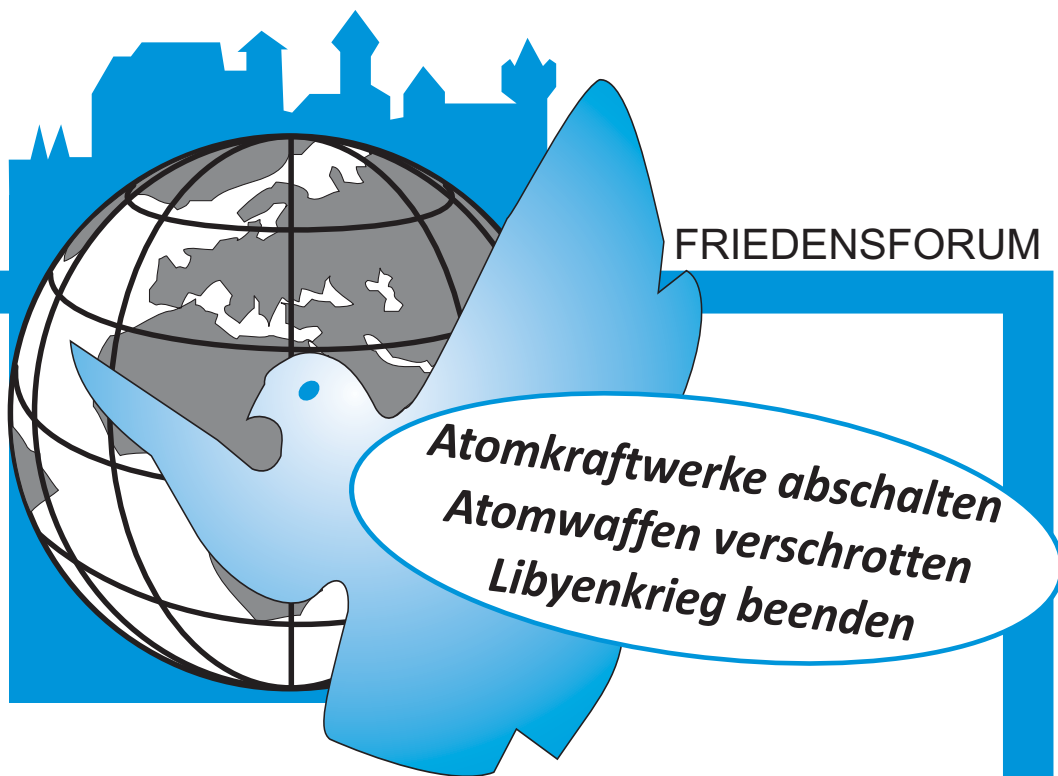 FRIEDENSFORUM
Atomkraftwerke abschalten
Atomwaffen verschrotten
Libyenkrieg beenden